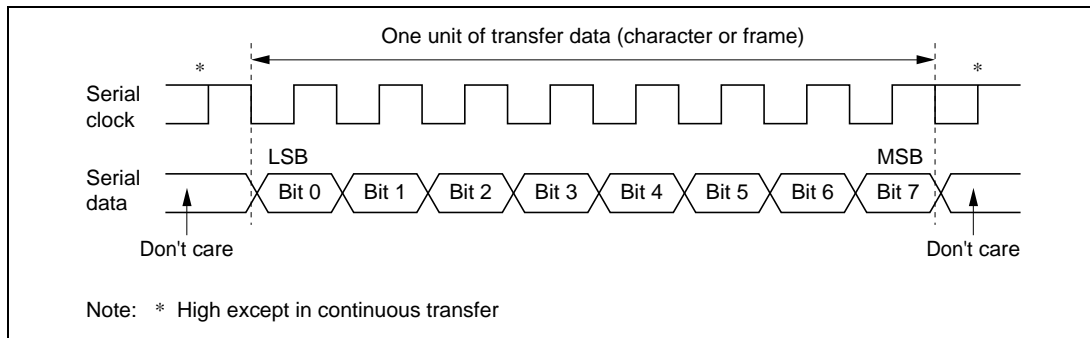 One unit of transfer data (character or frame)
* *
Serial
clock
LSB MSB
Serial
data
Bit 0 Bit 1 Bit 2 Bit 3 Bit 4 Bit 5 Bit 6 Bit 7
Don't care Don't care
Note: * High except in continuous transfer